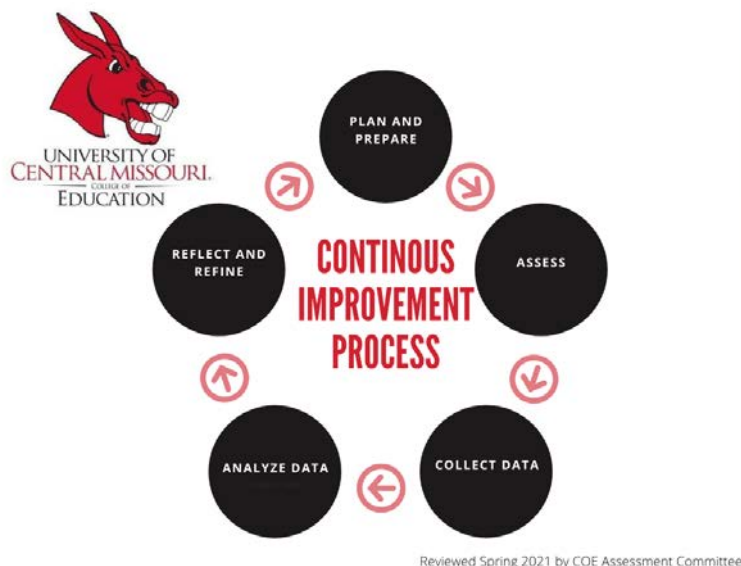 UNIVERSITY OF
CENTRAL MISSOURI.
COLLEGE OF
EDUCATION
PLAN AND
PREPARE
ASSESS
COLLECT DATA
ANALYZE DATA
REFLECT AND
REFINE
CONTINOUS
IMPROVEMENT
PROCESS
Reviewed Spring 2021 by COE Assessment Committee